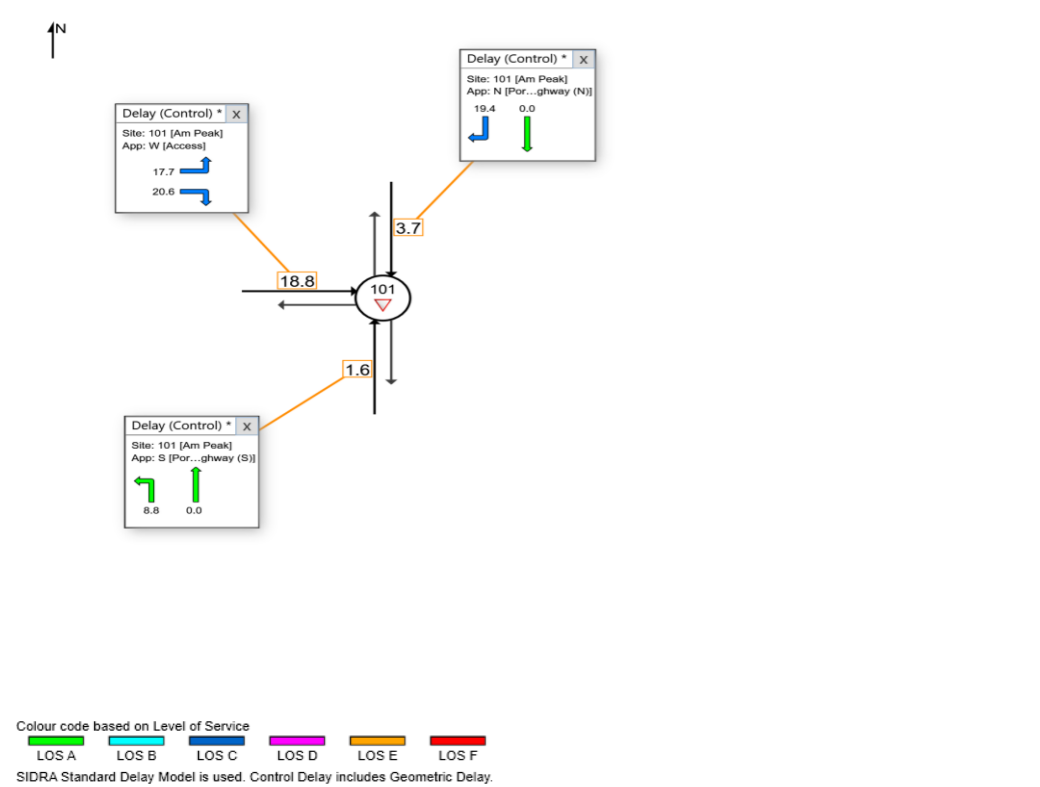 N
Delay (Control) * x
Site: 101 [Am Peak]
App: N [Por...ghway (N)]
19.4 0.0
Delay (Control) * x
Site: 101 [Am Peak]
App: W [Access]
17.7
20.6
3.7
18.8
101
1.6
Delay (Control) * x
Site: 101 [Am Peak]
App: S [Por...ghway (S)]
8.8 0.0
Colour code based on Level of Service
LOS A LOS B LOS C LOS D LOS E LOS F
SIDRA Standard Delay Model is used. Control Delay includes Geometric Delay.